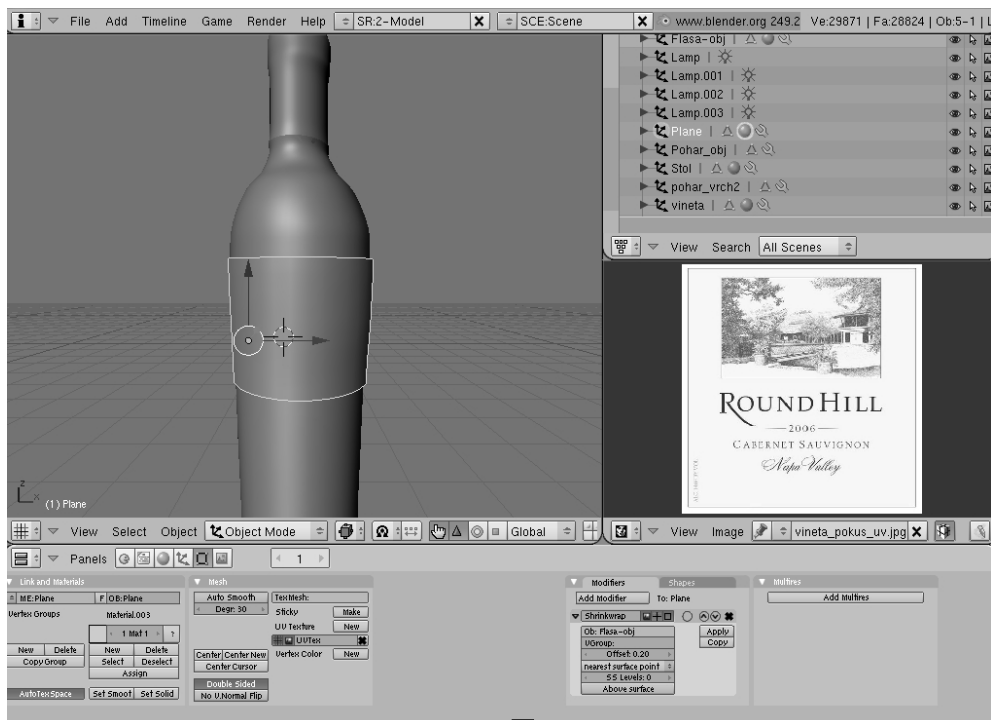 File Add Timeline Game Render Help SR:2-Model SCE:Scene www.blender.org 249.2 Ve:29871 | Fa:28824 | Ob:5-1 | L
Flasa-obj
Lamp
Lamp.001
Lamp.002
Lamp.003
Plane
Pohar_obj
Stol
pohar_vrch2
vineta
View Search All Scenes
ROUND HILL
2006
CABERNET SAUVIGNON
Napa Valley
z
x
(1) Plane
View Select Object Object Mode Global
View Image vineta_pokus_uv.jpg
Panels 1
Link and Materials
ME:Plane F OB:Plane
Vertex Groups Material.003
1 Mat 1 ?
New Delete New Delete
Copy Group Select Deselect
Assign
AutoTexSpace Set Smoot Set Solid
Mesh
Auto Smooth TexMesh:
Degr: 30 Sticky Make
UV Texture New
UVTex
Center Center New Vertex Color New
Center Cursor
Double Sided
No V.Normal Flip
Modifiers Shapes
Add Modifier To: Plane
Shrinkwrap
Ob: Flasa-obj Apply
VGroup: Copy
Offset: 0.20
nearest surface point
SS Levels: 0
Above surface
Multires
Add Multires